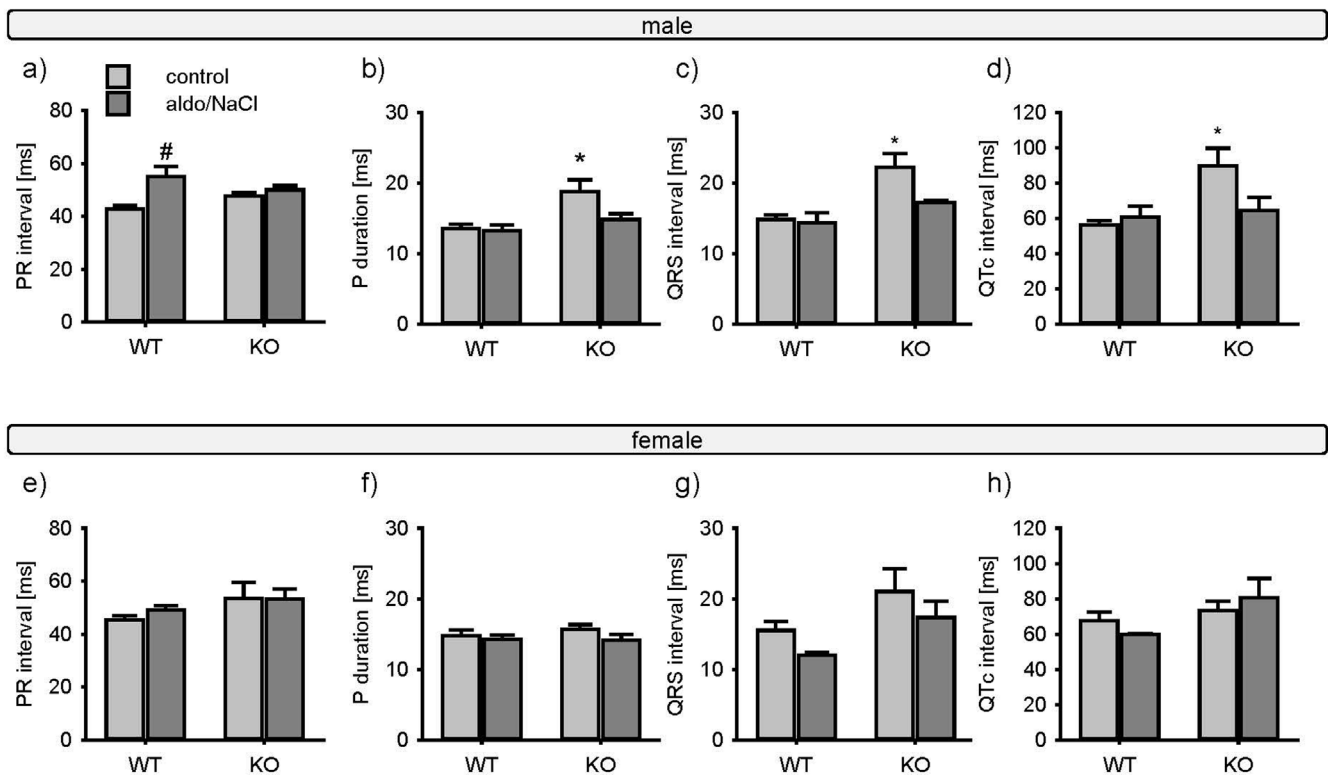 male
a)
control
aldo/NaCl
PR interval [ms]
80
60
40
20
0
#
WT
KO
b)
P duration [ms]
30
20
10
0
*
WT
KO
c)
QRS interval [ms]
30
20
10
0
*
WT
KO
d)
QTc interval [ms]
120
100
80
60
40
20
0
*
WT
KO
female
e)
PR interval [ms]
80
60
40
20
0
WT
KO
f)
P duration [ms]
30
20
10
0
WT
KO
g)
QRS interval [ms]
30
20
10
0
WT
KO
h)
QTc interval [ms]
120
100
80
60
40
20
0
WT
KO